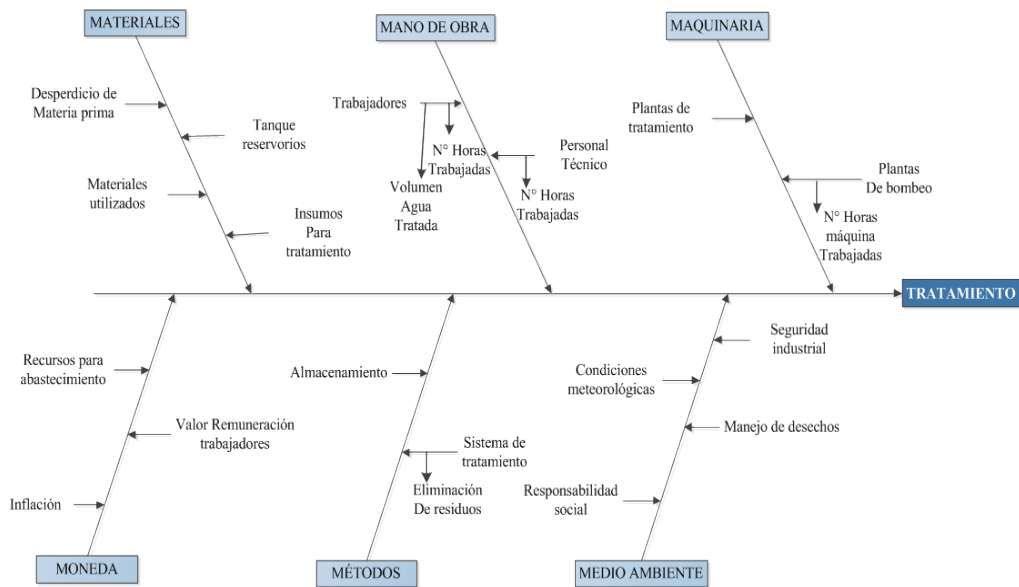 MATERIALES
MANO DE OBRA
MAQUINARIA
Desperdicio de
Materia prima
Tanque
reservorios
Materiales
utilizados
Insumos
Para
tratamiento
Trabajadores
N° Horas
Trabajadas
Volumen
Agua
Tratada
Personal
Técnico
N° Horas
Trabajadas
Plantas de
tratamiento
Plantas
De bombeo
N° Horas
máquina
Trabajadas
TRATAMIENTO
Recursos para
abastecimiento
Valor Remuneración
trabajadores
Inflación
Almacenamiento
Sistema de
tratamiento
Eliminación
De residuos
Seguridad
industrial
Condiciones
meteorológicas
Manejo de desechos
Responsabilidad
social
MONEDA
MÉTODOS
MEDIO AMBIENTE